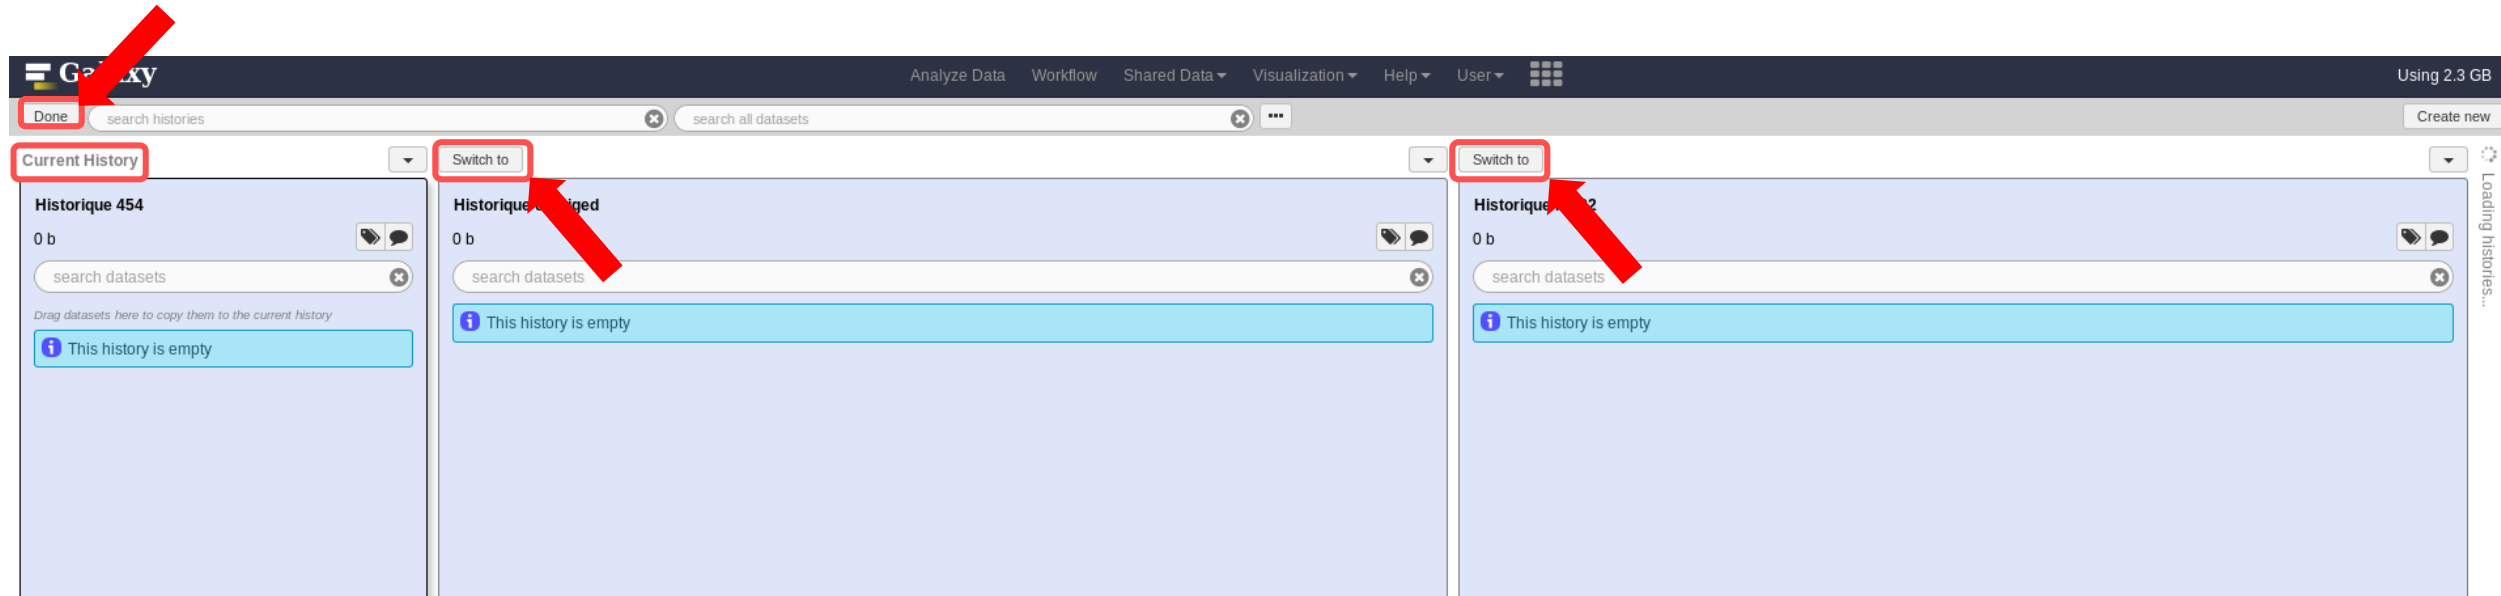 Galaxy
Analyze Data Workflow Shared Data Visualization Help User
Using 2.3 GB
Done search histories search all datasets ... Create new
Current History Switch to Switch to
Historique 454
0 b
search datasets
Drag datasets here to copy them to the current history
This history is empty
Historique
0 b
search datasets
This history is empty
Historique
0 b
search datasets
This history is empty
Loading histories...